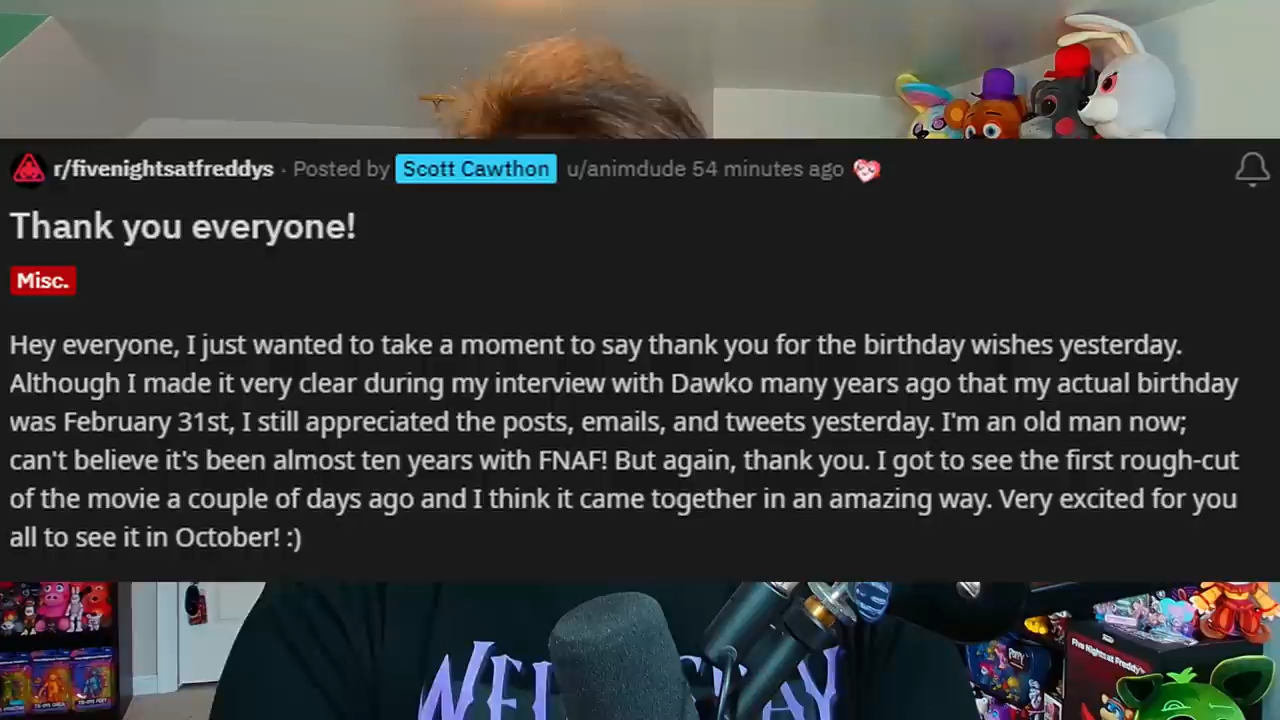 r/fivenightsatfreddys · Posted by Scott Cawthon u/animdude 54 minutes ago
Thank you everyone!
Misc.
Hey everyone, I just wanted to take a moment to say thank you for the birthday wishes yesterday.
Although I made it very clear during my interview with Dawko many years ago that my actual birthday
was February 31st, I still appreciated the posts, emails, and tweets yesterday. I'm an old man now;
can't believe it's been almost ten years with FNAF! But again, thank you. I got to see the first rough-cut
of the movie a couple of days ago and I think it came together in an amazing way. Very excited for you
all to see it in October! :)
Five Nights at Freddy's